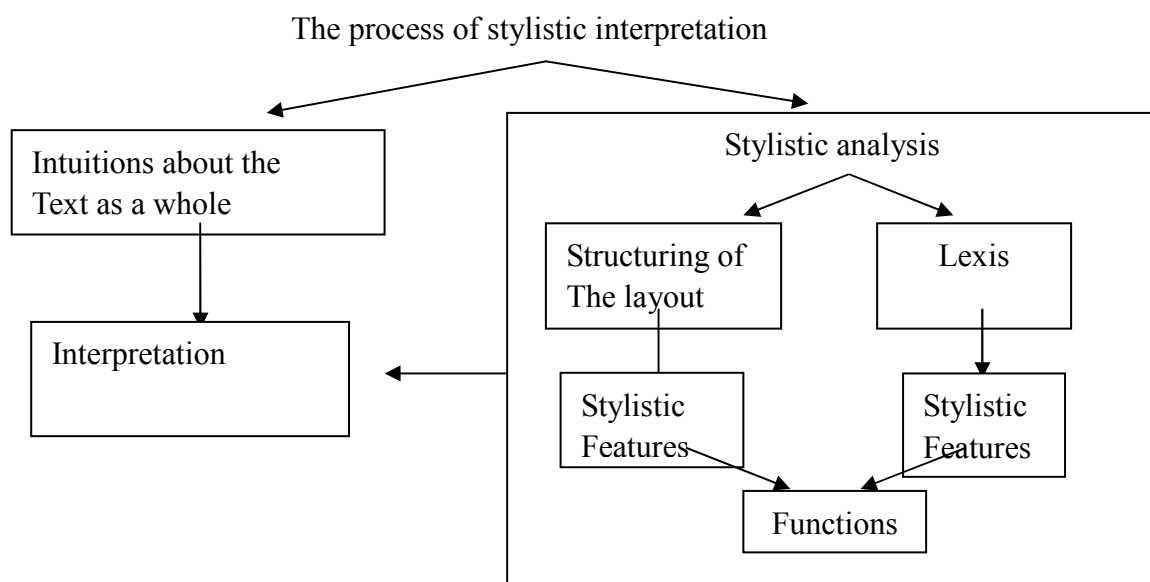 The process of stylistic interpretation
Intuitions about the
Text as a whole
Interpretation
Stylistic analysis
Structuring of
The layout
Lexis
Stylistic
Features
Stylistic
Features
Functions